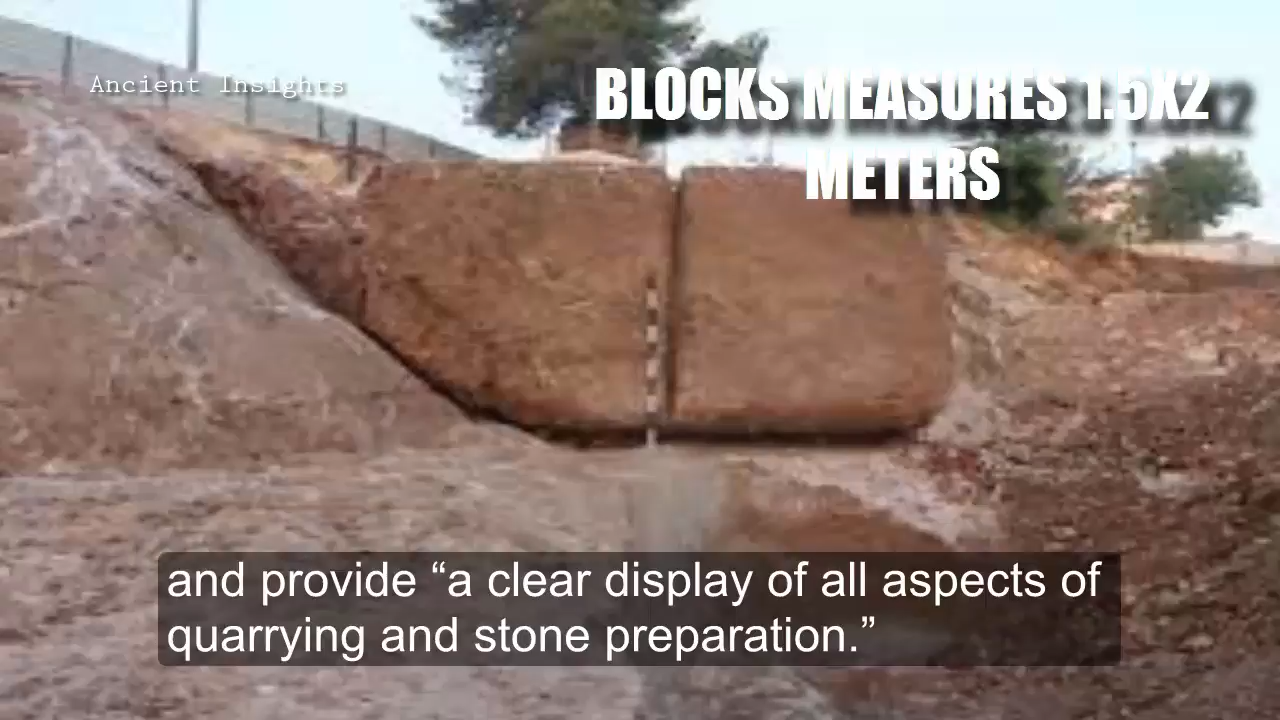 Ancient Insights
BLOCKS MEASURES 1.5X2
METERS
and provide “a clear display of all aspects of
quarrying and stone preparation.”